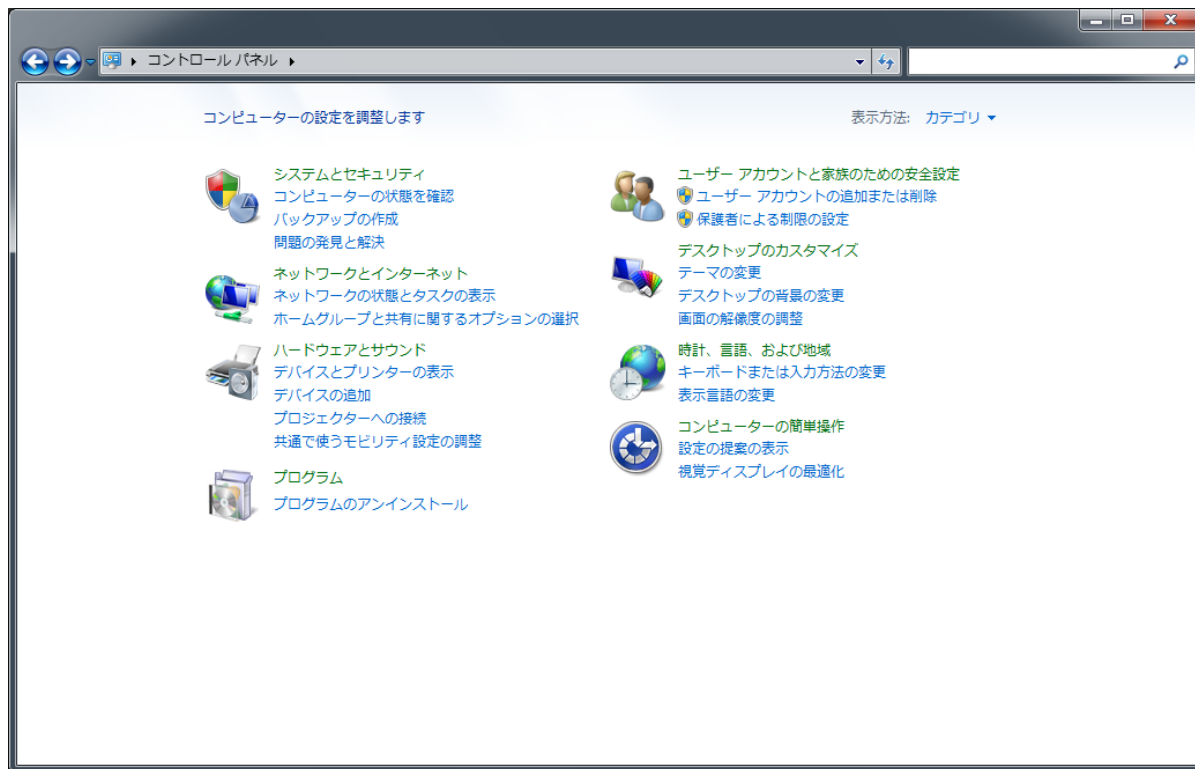 コントロール パネル
コンピューターの設定を調整します
表示方法: カテゴリ
システムとセキュリティ
コンピューターの状態を確認
バックアップの作成
問題の発見と解決
ネットワークとインターネット
ネットワークの状態とタスクの表示
ホームグループと共有に関するオプションの選択
ハードウェアとサウンド
デバイスとプリンターの表示
デバイスの追加
プロジェクターへの接続
共通で使うモビリティ設定の調整
プログラム
プログラムのアンインストール
ユーザー アカウントと家族のための安全設定
ユーザー アカウントの追加または削除
保護者による制限の設定
デスクトップのカスタマイズ
テーマの変更
デスクトップの背景の変更
画面の解像度の調整
時計、言語、および地域
キーボードまたは入力方法の変更
表示言語の変更
コンピューターの簡単操作
設定の提案の表示
視覚ディスプレイの最適化